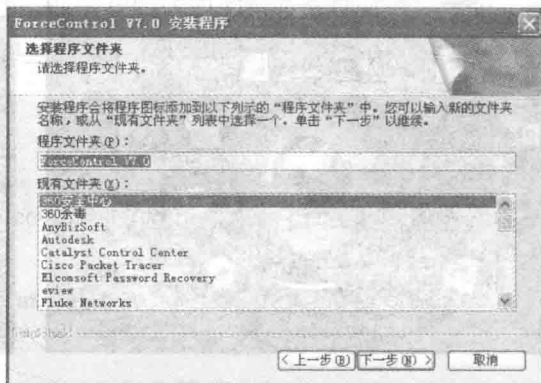 ForceControl V7.0 安装程序
选择程序文件夹
请选择程序文件夹。
安装程序会将程序图标添加到以下列示的“程序文件夹”中。您可以输入新的文件夹
名称，或从“现有文件夹”列表中选择一个。单击“下一步”以继续。
程序文件夹(P)：
ForceControl V7.0
现有文件夹(X)：
360安全中心
360杀毒
AnyBizSoft
Autodesk
Catalyst Control Center
Cisco Packet Tracer
Elcomsoft Password Recovery
eview
Fluke Networks
InstallShield
< 上一步(B) 下一步(N) > 取消